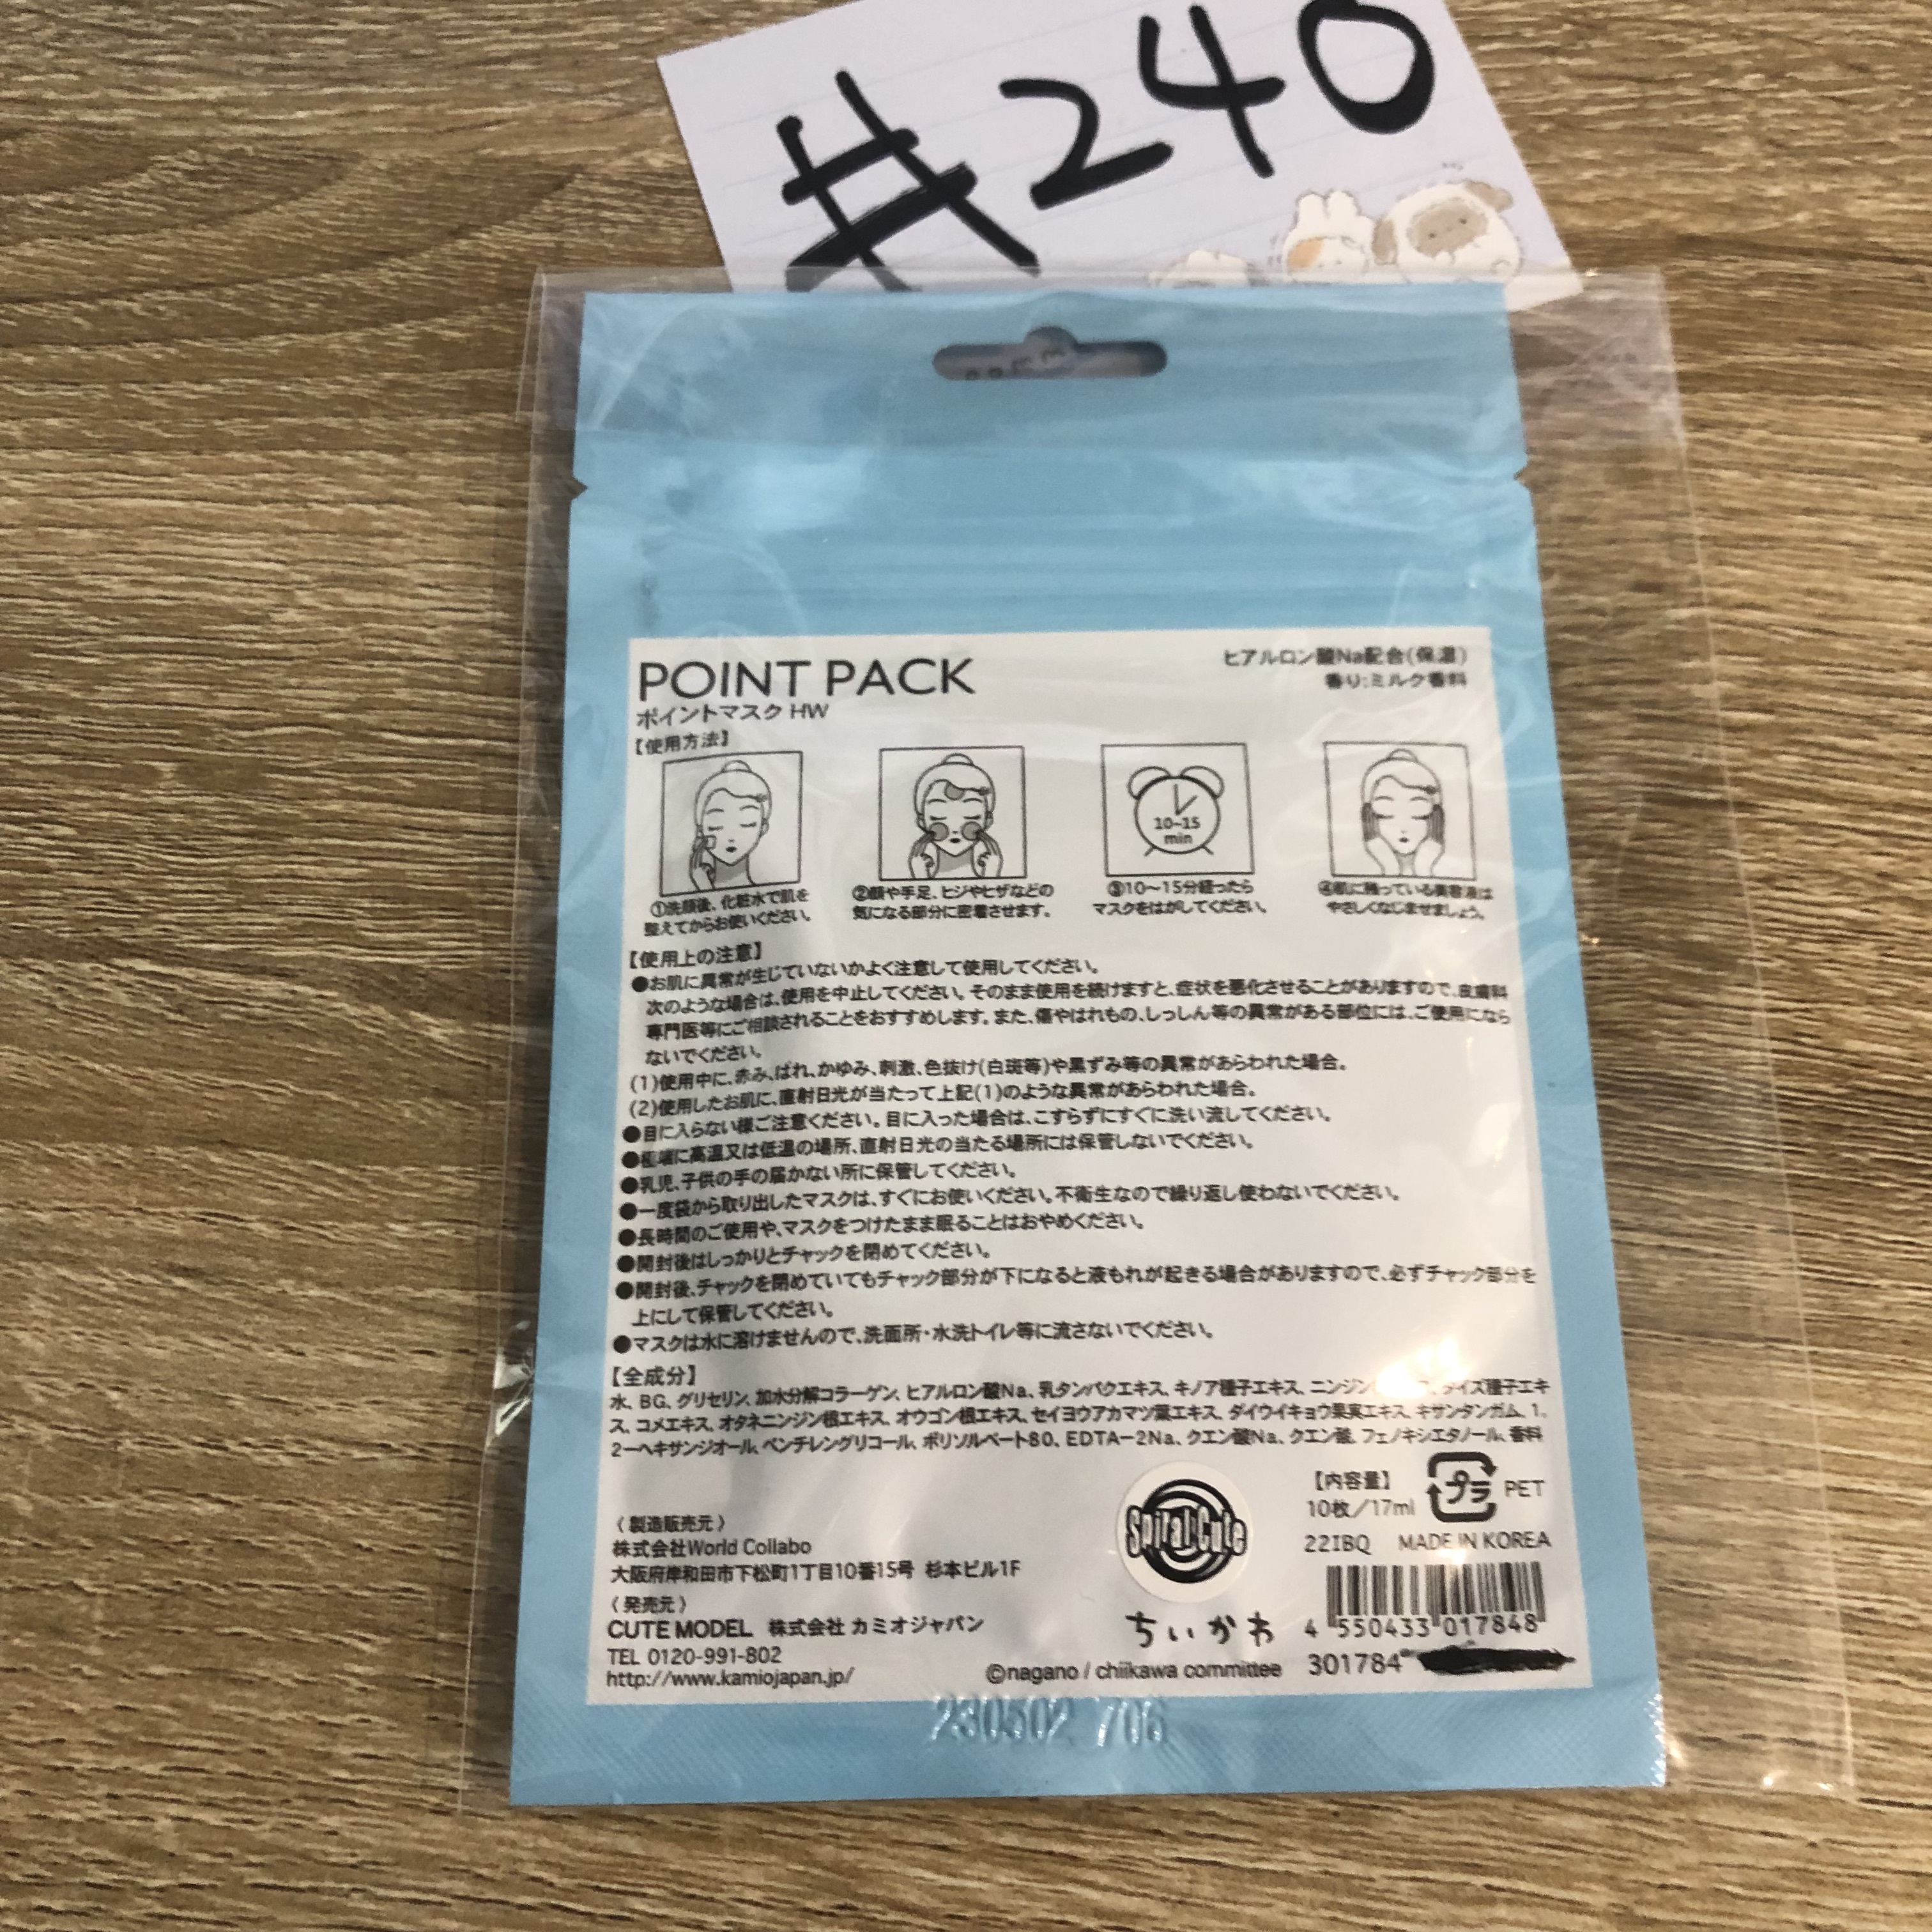 #240
POINT PACK
ポイントマスク HW
ヒアルロン酸Na配合(保湿)
香り:ミルク香料
【使用方法】
10~15
min
①洗顔後、化粧水で肌を
整えてからお使いください。
②顔や手足、ヒジやヒザなどの
気になる部分に密着させます。
③10〜15分経ったら
マスクをはがしてください。
④肌に残っている美容液は
やさしくなじませましょう。
【使用上の注意】
●お肌に異常が生じていないかよく注意して使用してください。
次のような場合は、使用を中止してください。そのまま使用を続けますと、症状を悪化させることがありますので、皮膚科
専門医等にご相談されることをおすすめします。また、傷やはれもの、しっしん等の異常がある部位には、ご使用になら
ないでください。
(1)使用中に、赤み、はれ、かゆみ、刺激、色抜け(白斑等)や黒ずみ等の異常があらわれた場合。
(2)使用したお肌に、直射日光が当たって上記(1)のような異常があらわれた場合。
●目に入らない様ご注意ください。目に入った場合は、こすらずにすぐに洗い流してください。
●極端に高温又は低温の場所、直射日光の当たる場所には保管しないでください。
●乳児、子供の手の届かない所に保管してください。
●一度袋から取り出したマスクは、すぐにお使いください。不衛生なので繰り返し使わないでください。
●長時間のご使用や、マスクをつけたまま眠ることはおやめください。
●開封後はしっかりとチャックを閉めてください。
●開封後、チャックを閉めていてもチャック部分が下になると液もれが起きる場合がありますので、必ずチャック部分を
上にして保管してください。
●マスクは水に溶けませんので、洗面所・水洗トイレ等に流さないでください。
【全成分】
水、BG、グリセリン、加水分解コラーゲン、ヒアルロン酸Na、乳タンパクエキス、キノア種子エキス、ニンジン ダイズ種子エキ
ス、コメエキス、オタネニンジン根エキス、オウゴン根エキス、セイヨウアカマツ葉エキス、ダイウイキョウ果実エキス、キサンタンガム、1,
2-ヘキサンジオール、ペンチレングリコール、ポリソルベート80、EDTA-2Na、クエン酸Na、クエン酸、フェノキシエタノール、香料
【内容量】
10枚/17ml
プラ PET
22IBQ MADE IN KOREA
〈製造販売元〉
株式会社World Collabo
大阪府岸和田市下松町1丁目10番15号 杉本ビル1F
〈発売元〉
CUTE MODEL 株式会社 カミオジャパン
TEL 0120-991-802
http://www.kamiojapan.jp/
Spiral Cute
ちいかわ
©nagano / chiikawa committee
4 550433 017848
301784
230502 706